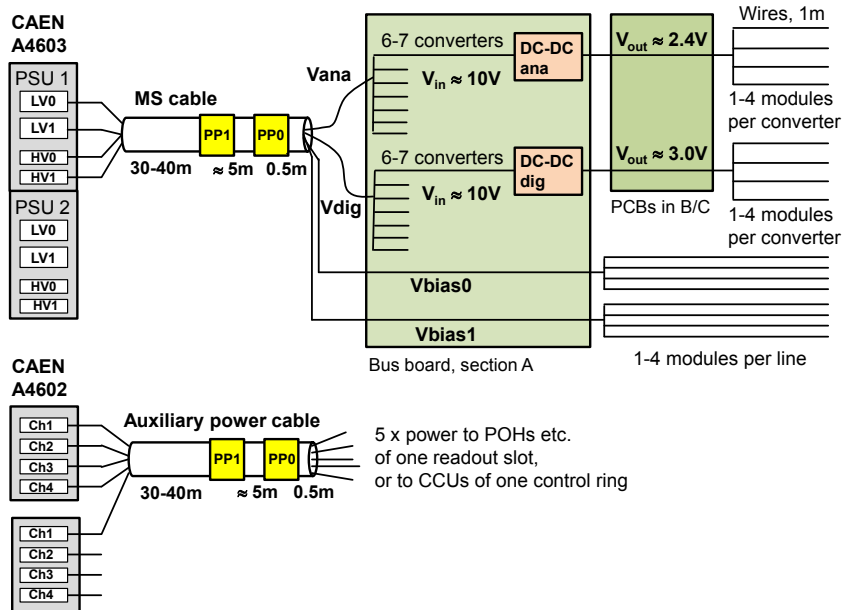 CAEN
A4603
PSU 1
LV0
LV1
HV0
HV1
PSU 2
LV0
LV1
HV0
HV1
MS cable
PP1
PP0
30-40m
≈ 5m
0.5m
Vana
Vdig
6-7 converters
Vin ≈ 10V
DC-DC
ana
6-7 converters
Vin ≈ 10V
DC-DC
dig
Vbias0
Vbias1
Bus board, section A
Vout ≈ 2.4V
Vout ≈ 3.0V
PCBs in B/C
Wires, 1m
1-4 modules
per converter
1-4 modules
per converter
1-4 modules per line
CAEN
A4602
Ch1
Ch2
Ch3
Ch4
Ch1
Ch2
Ch3
Ch4
Auxiliary power cable
PP1
PP0
30-40m
≈ 5m
0.5m
5 x power to POHs etc.
of one readout slot,
or to CCUs of one control ring